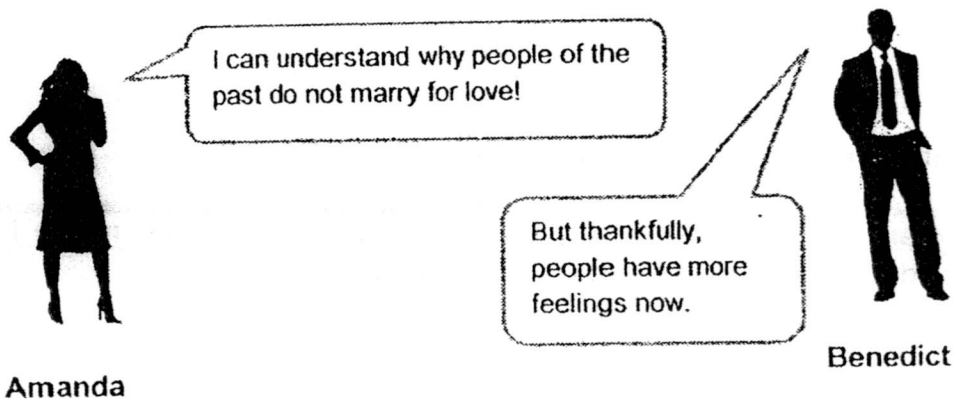 I can understand why people of the
past do not marry for love!
But thankfully,
people have more
feelings now.
Benedict
Amanda